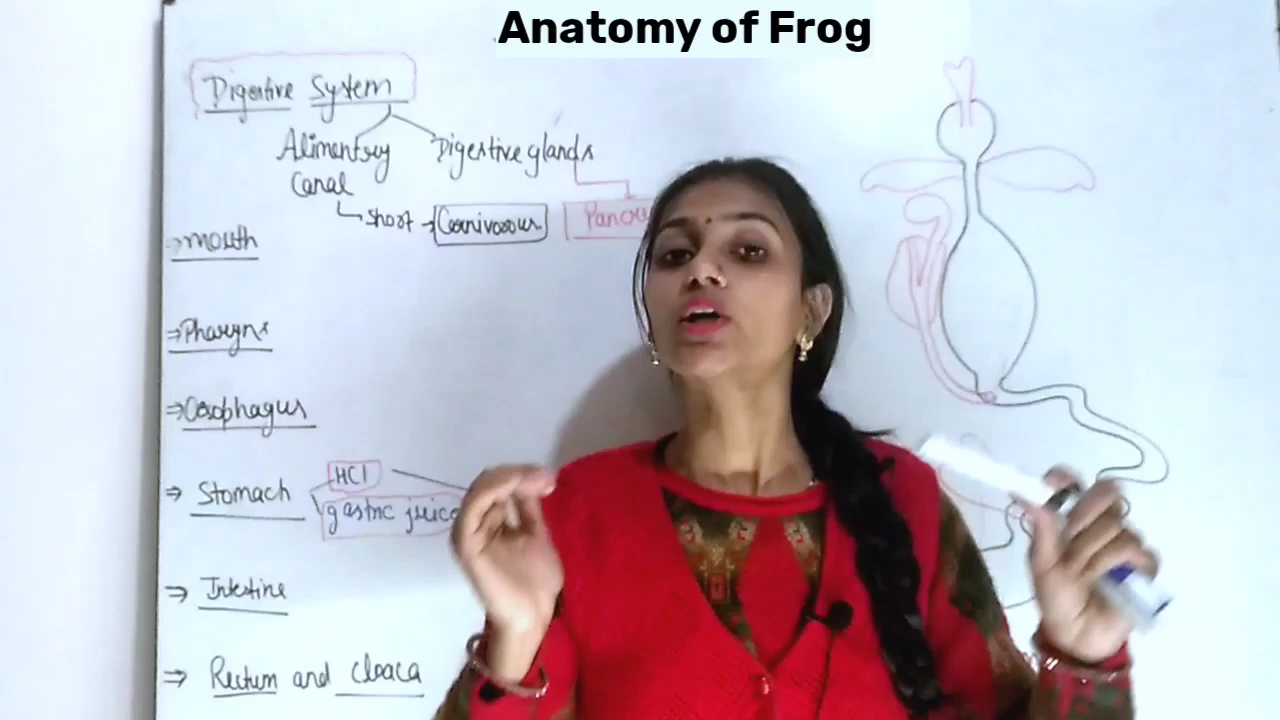 Anatomy of Frog
Digestive System
Alimentry Digestive glands
Canal
short → Carnivorous
⇒ Mouth
⇒ Pharynx
⇒ Oesophagus
HCl
⇒ Stomach
gastric juice
⇒ Intestine
⇒ Rectum and cloaca